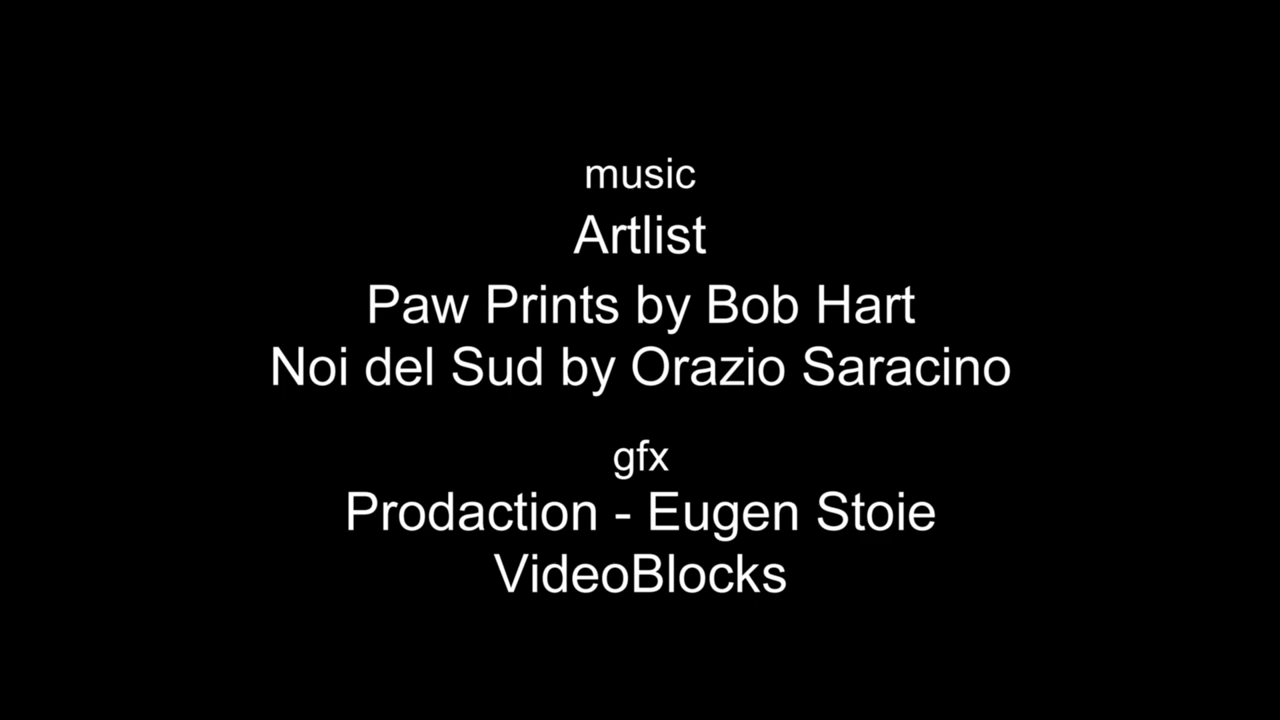 music
Artlist
Paw Prints by Bob Hart
Noi del Sud by Orazio Saracino
gfx
Prodaction - Eugen Stoie
VideoBlocks